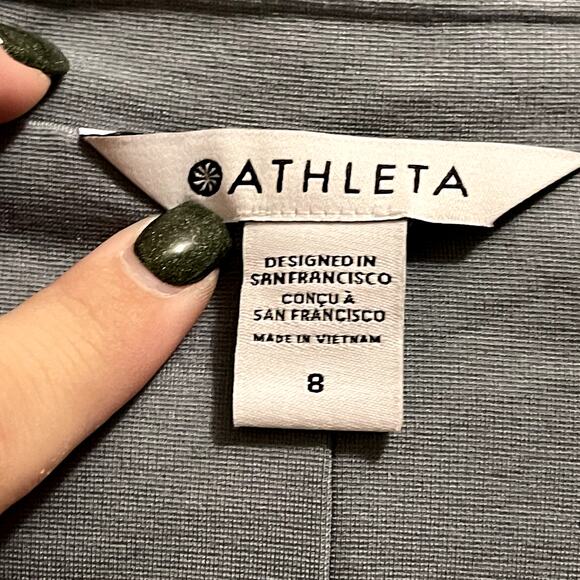 ATHLETA
DESIGNED IN
SAN FRANCISCO
CONÇU À
SAN FRANCISCO
MADE IN VIETNAM
8